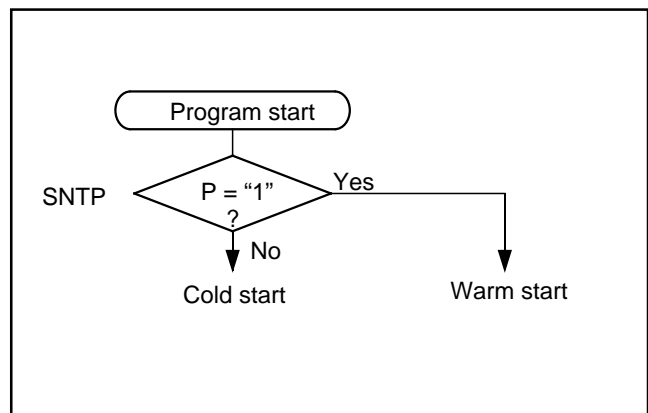 Program start
SNTP
P = “1”
?
Yes
No
Cold start
Warm start